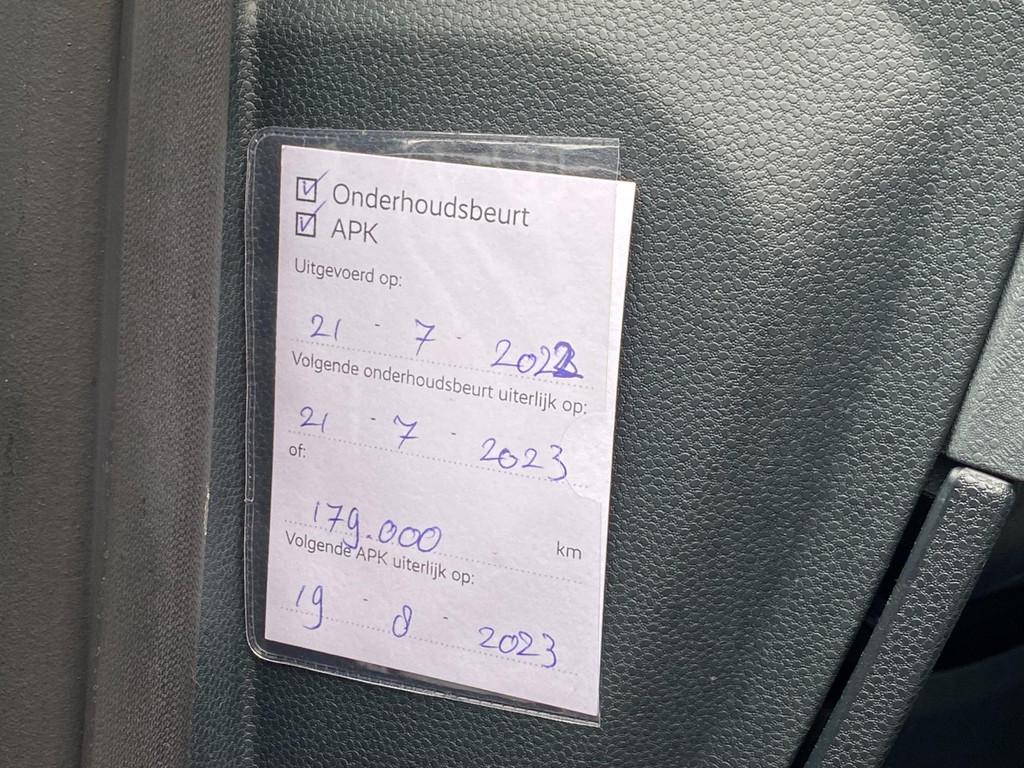 Onderhoudsbeurt
APK
Uitgevoerd op:
21 - 7 - 2022
Volgende onderhoudsbeurt uiterlijk op:
21 - 7 - 2023
of:
179.000 km
Volgende APK uiterlijk op:
19 - 8 - 2023